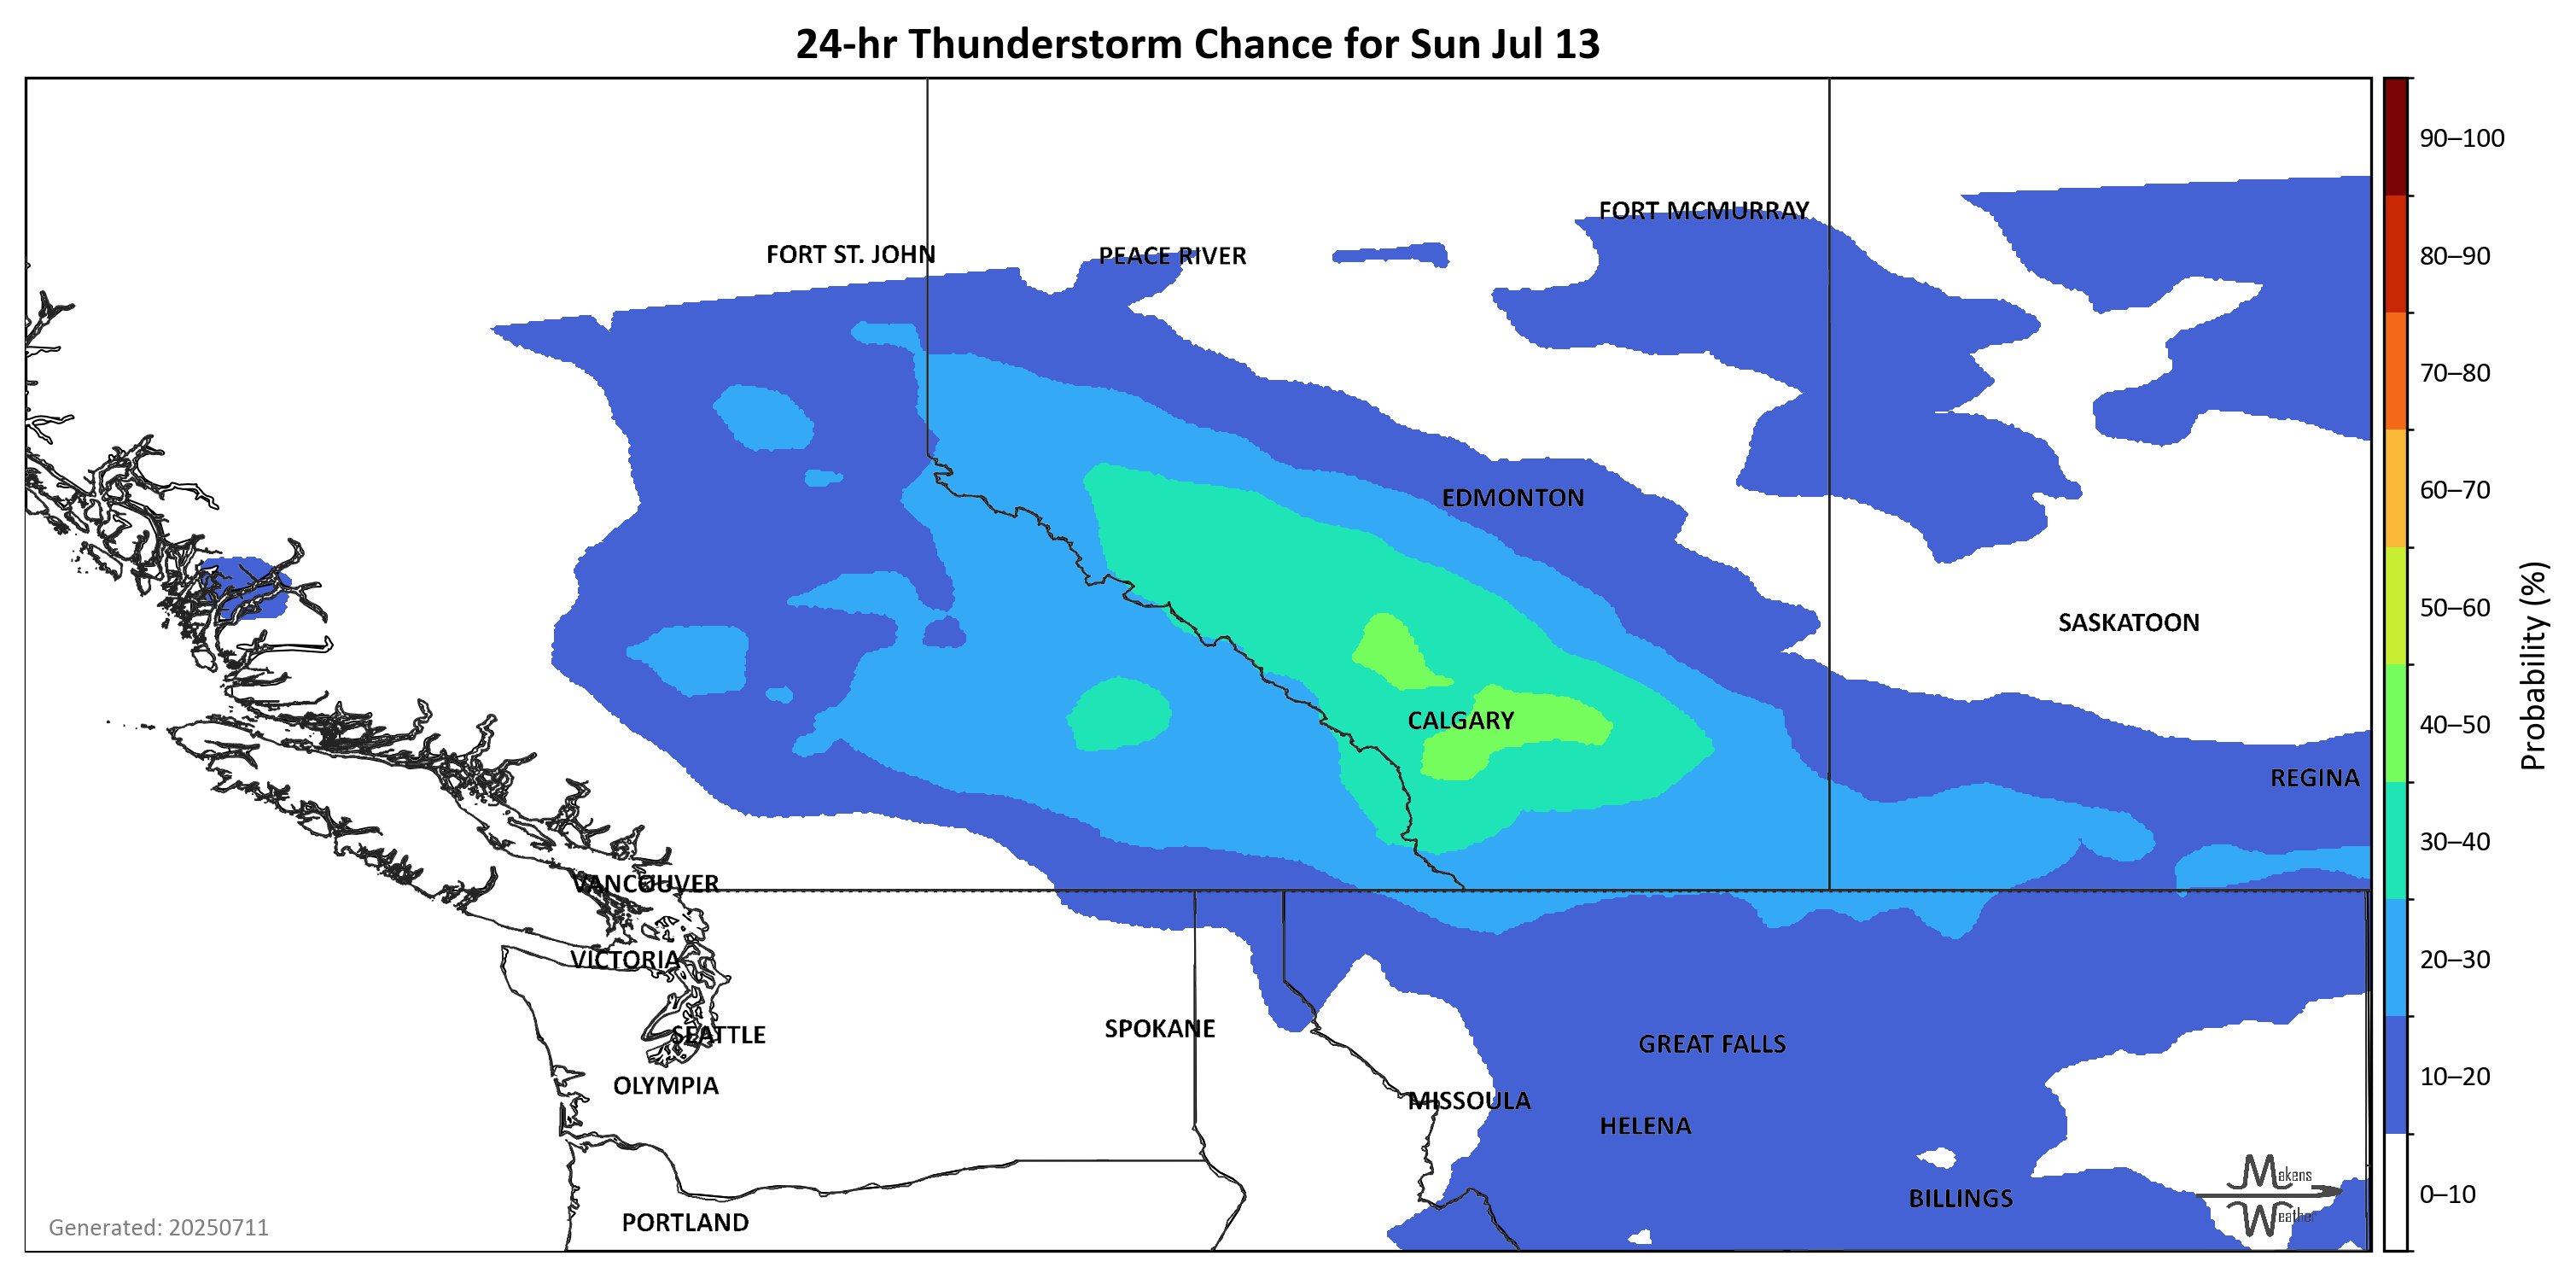 24-hr Thunderstorm Chance for Sun Jul 13
90–100
FORT MCMURRAY
FORT ST. JOHN
PEACE RIVER
80–90
70–80
EDMONTON
60–70
50–60
SASKATOON
CALGARY
40–50
Probability (%)
REGINA
30–40
VANCOUVER
VICTORIA
20–30
SPOKANE
SEATTLE
GREAT FALLS
10–20
OLYMPIA
MISSOULA
HELENA
Makens
Weather
0–10
BILLINGS
PORTLAND
Generated: 20250711